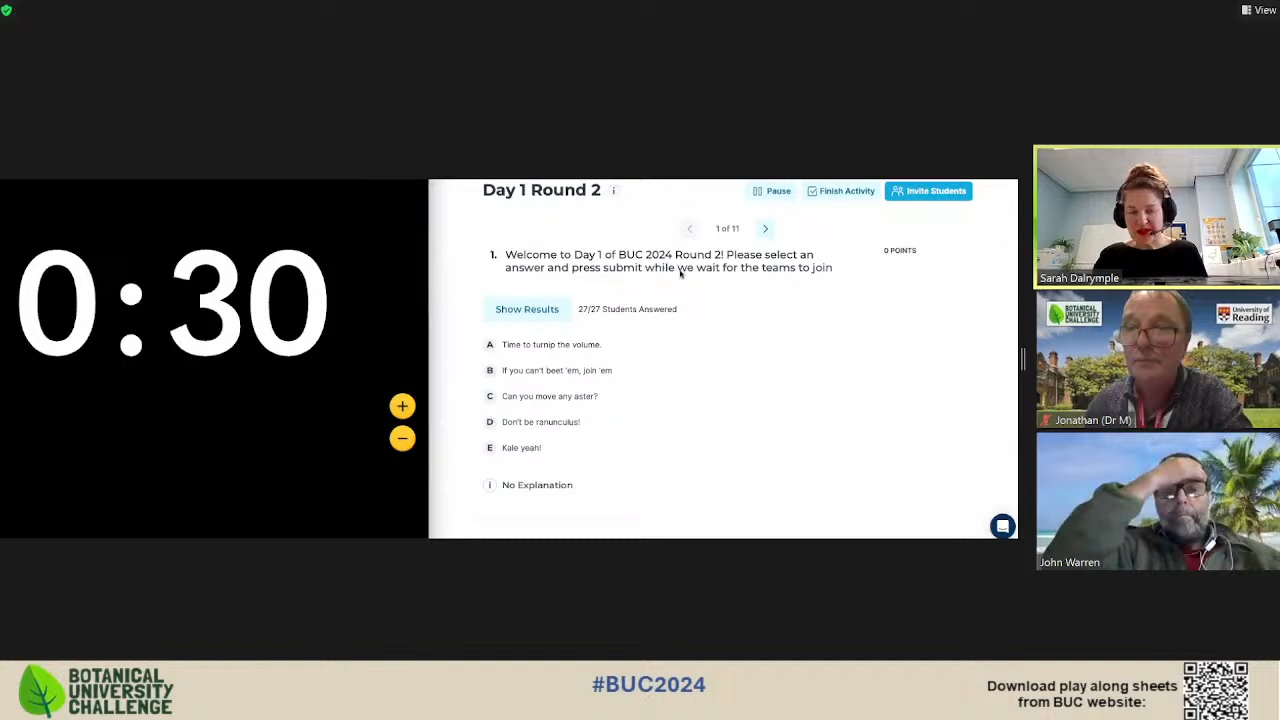 View
0:30
Day 1 Round 2
Pause
Finish Activity
Invite Students
1 of 11
1. Welcome to Day 1 of BUC 2024 Round 2! Please select an
answer and press submit while we wait for the teams to join
0 POINTS
Show Results
27/27 Students Answered
A Time to turnip the volume.
B If you can't beet 'em, join 'em
C Can you move any aster?
D Don't be ranunculus!
E Kale yeah!
i No Explanation
Sarah Dalrymple
BOTANICAL
UNIVERSITY
CHALLENGE
University of
Reading
Jonathan (Dr M)
John Warren
BOTANICAL
UNIVERSITY
CHALLENGE
#BUC2024
Download play along sheets
from BUC website: